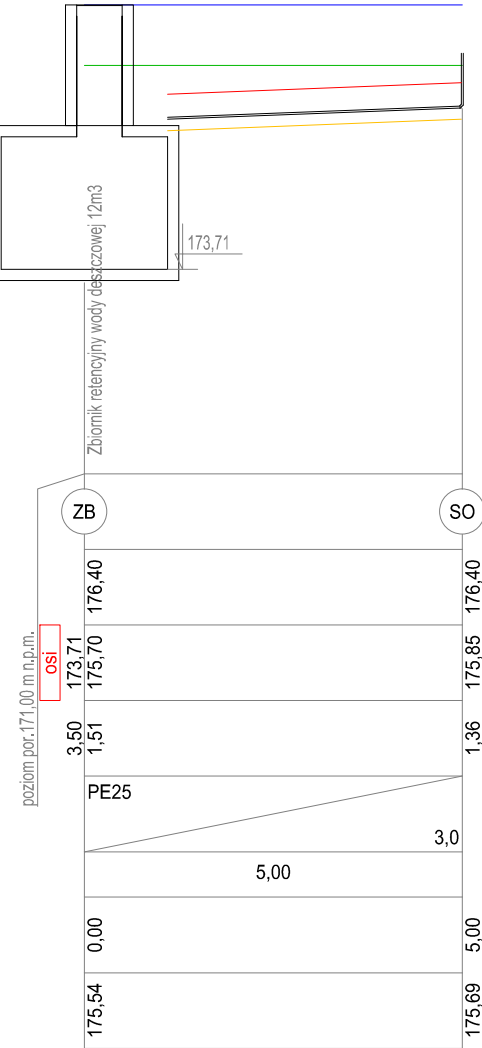 173,71
Zbiornik retencyjny wody deszczowej 12m3
ZB
SO
poziom por.171,00 m n.p.m.
176,40
176,40
osi
173,71
175,70
175,85
3,50
1,51
1,36
PE25
3,0
5,00
0,00
5,00
175,54
175,69